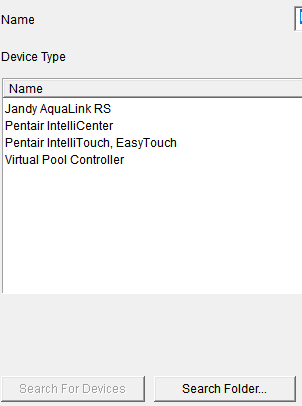 Name
Device Type
Name
Jandy AquaLink RS
Pentair IntelliCenter
Pentair IntelliTouch, EasyTouch
Virtual Pool Controller
Search For Devices
Search Folder...